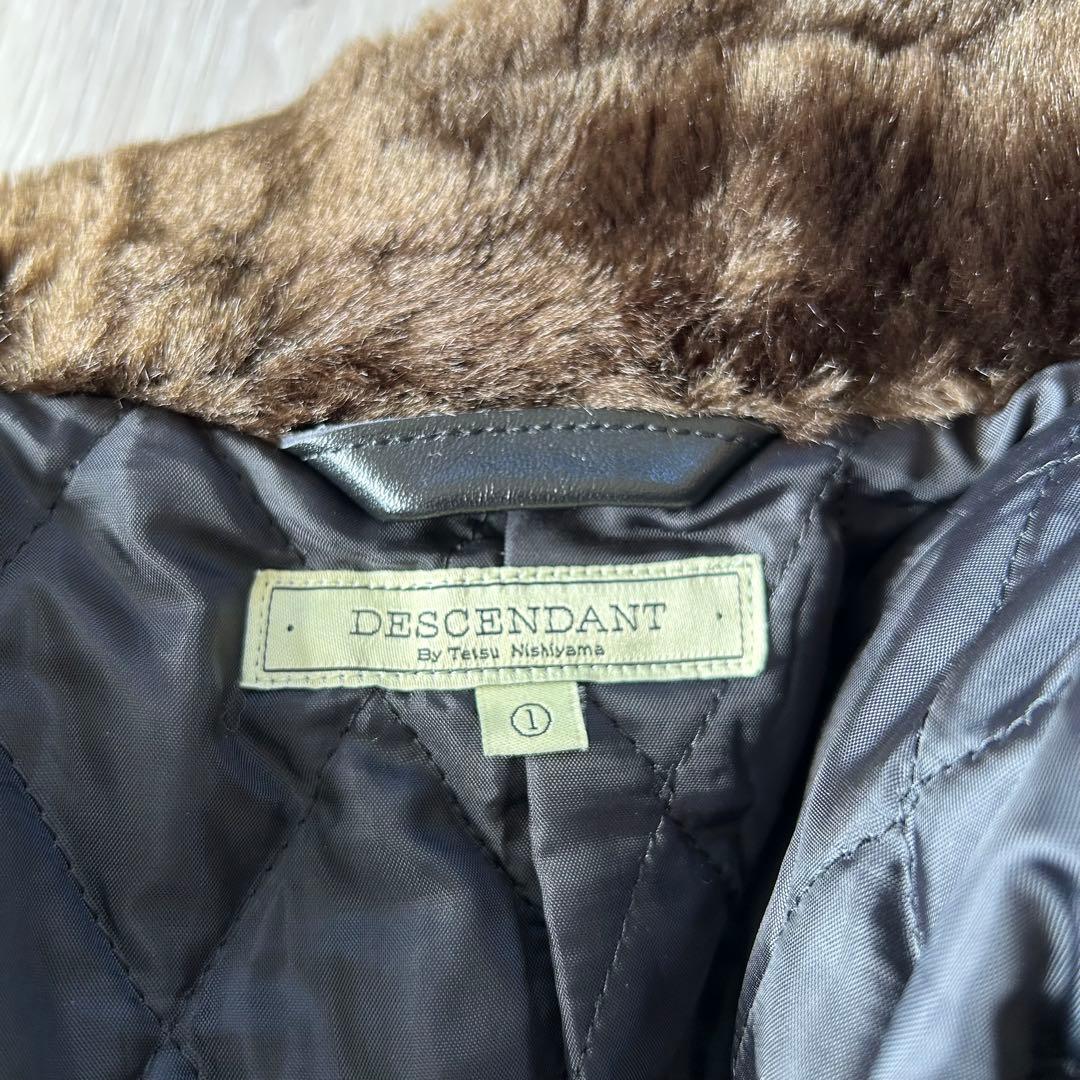 DESCENDANT
By Tetsu Nishiyama
①